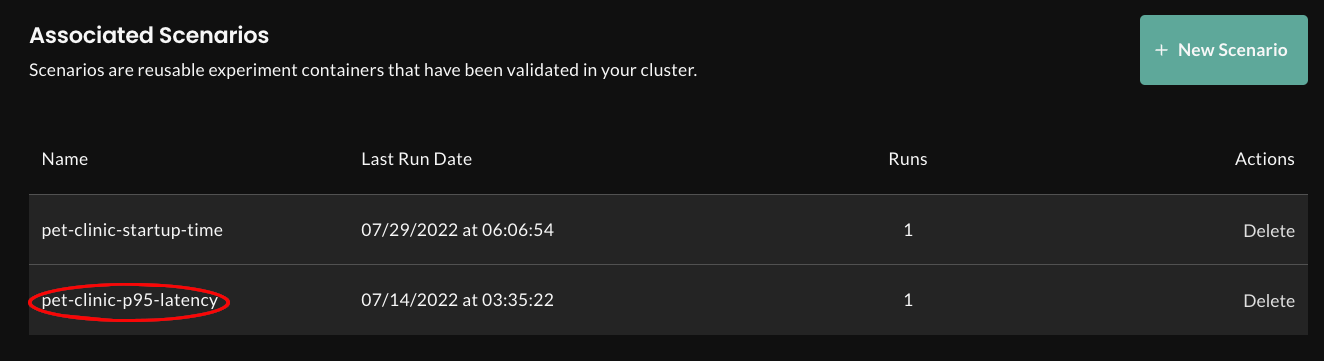 Associated Scenarios
+ New Scenario
Scenarios are reusable experiment containers that have been validated in your cluster.
Name Last Run Date Runs Actions
pet-clinic-startup-time 07/29/2022 at 06:06:54 1 Delete
pet-clinic-p95-latency 07/14/2022 at 03:35:22 1 Delete